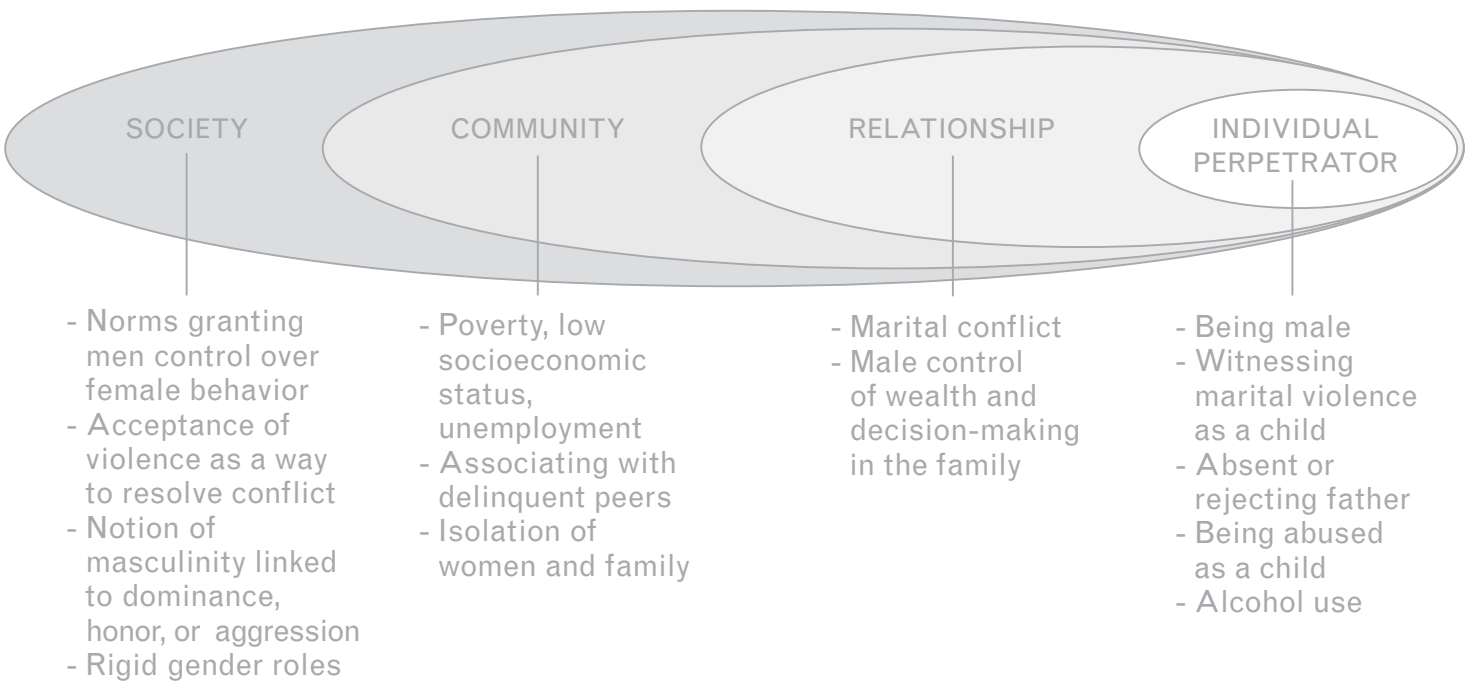 SOCIETY
- Norms granting
men control over
female behavior
- Acceptance of
violence as a way
to resolve conflict
- Notion of
masculinity linked
to dominance,
honor, or aggression
- Rigid gender roles
COMMUNITY
- Poverty, low
socioeconomic
status,
unemployment
- Associating with
delinquent peers
- Isolation of
women and family
RELATIONSHIP
- Marital conflict
- Male control
of wealth and
decision-making
in the family
INDIVIDUAL
PERPETRATOR
- Being male
- Witnessing
marital violence
as a child
- Absent or
rejecting father
- Being abused
as a child
- Alcohol use